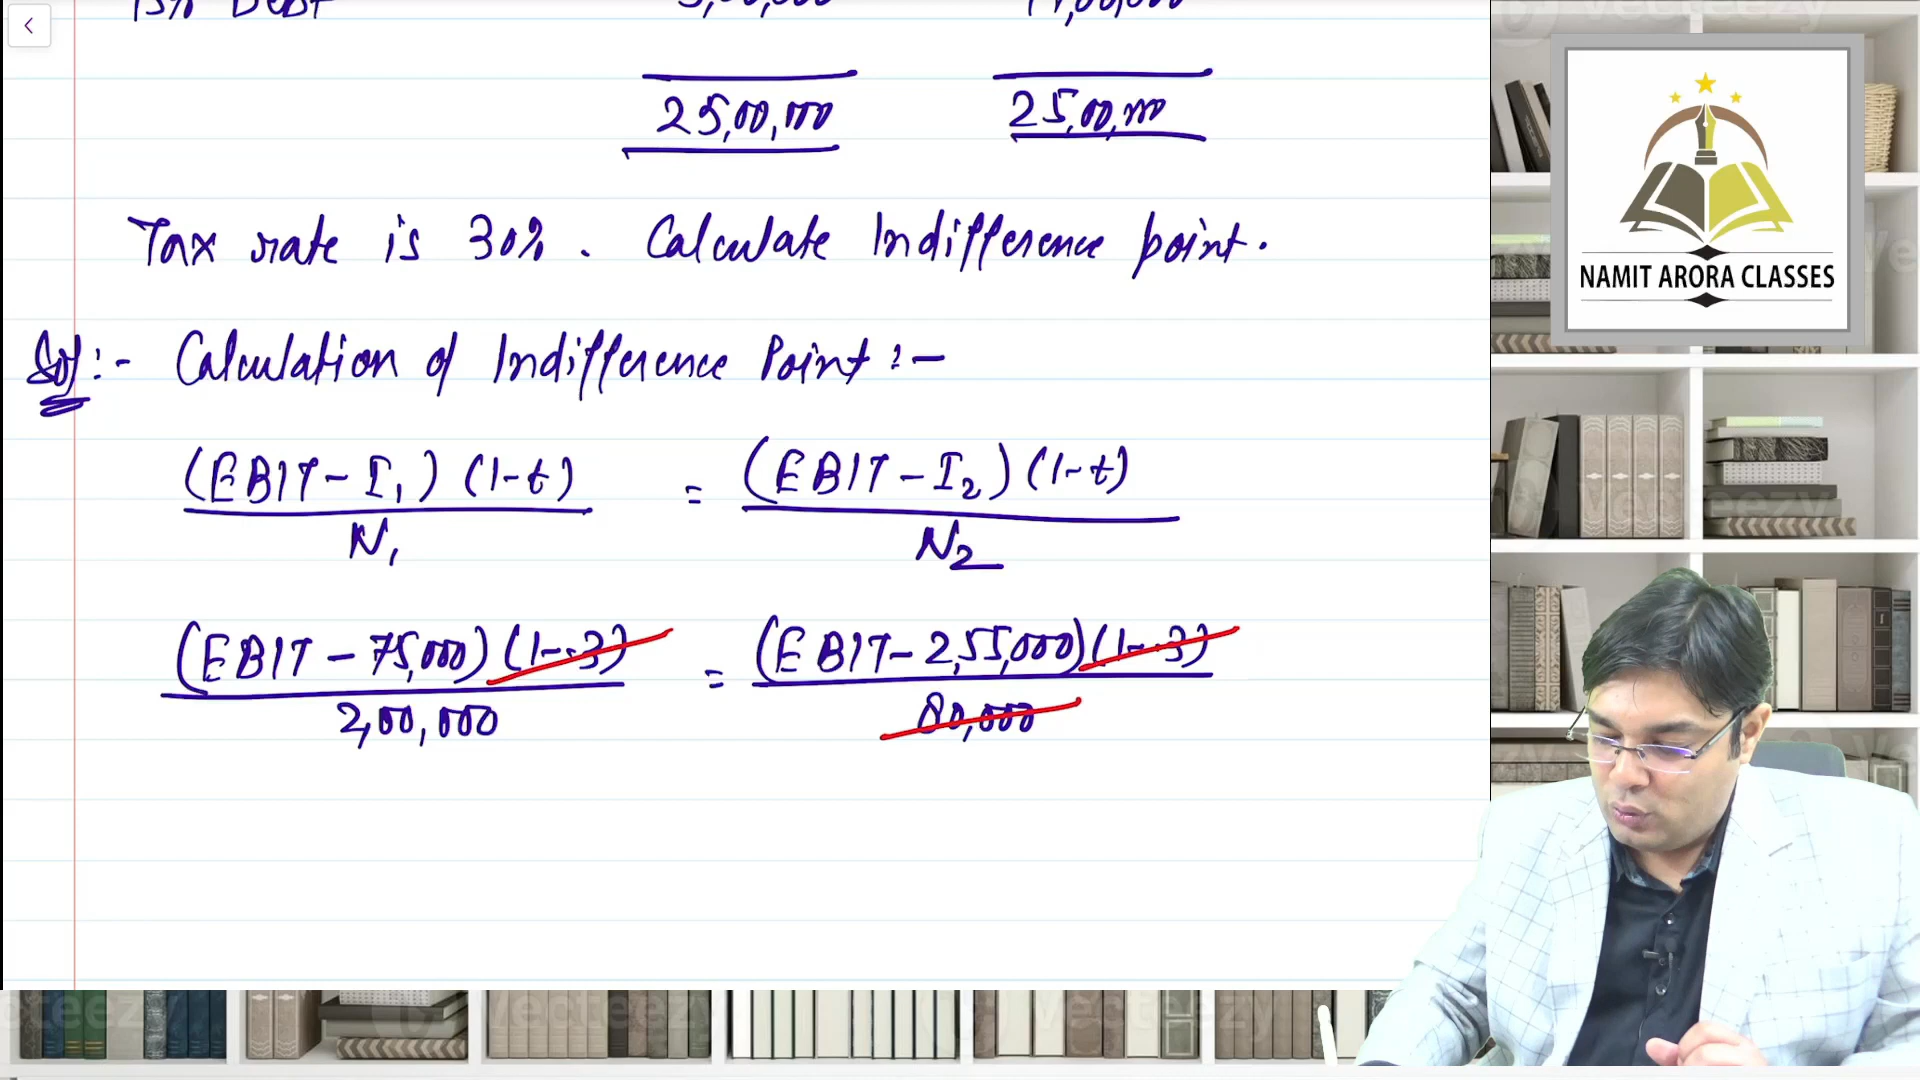 15% Debt
25,00,000 25,00,000
Tax rate is 30%. Calculate Indifference point.
Sol:- Calculation of Indifference Point:-
(EBIT - I₁) (1-t) = (EBIT - I₂) (1-t)
N₁ N₂
(EBIT - 75,000) (1-.3) = (EBIT - 2,55,000) (1-.3)
2,00,000 80,000
NAMIT ARORA CLASSES